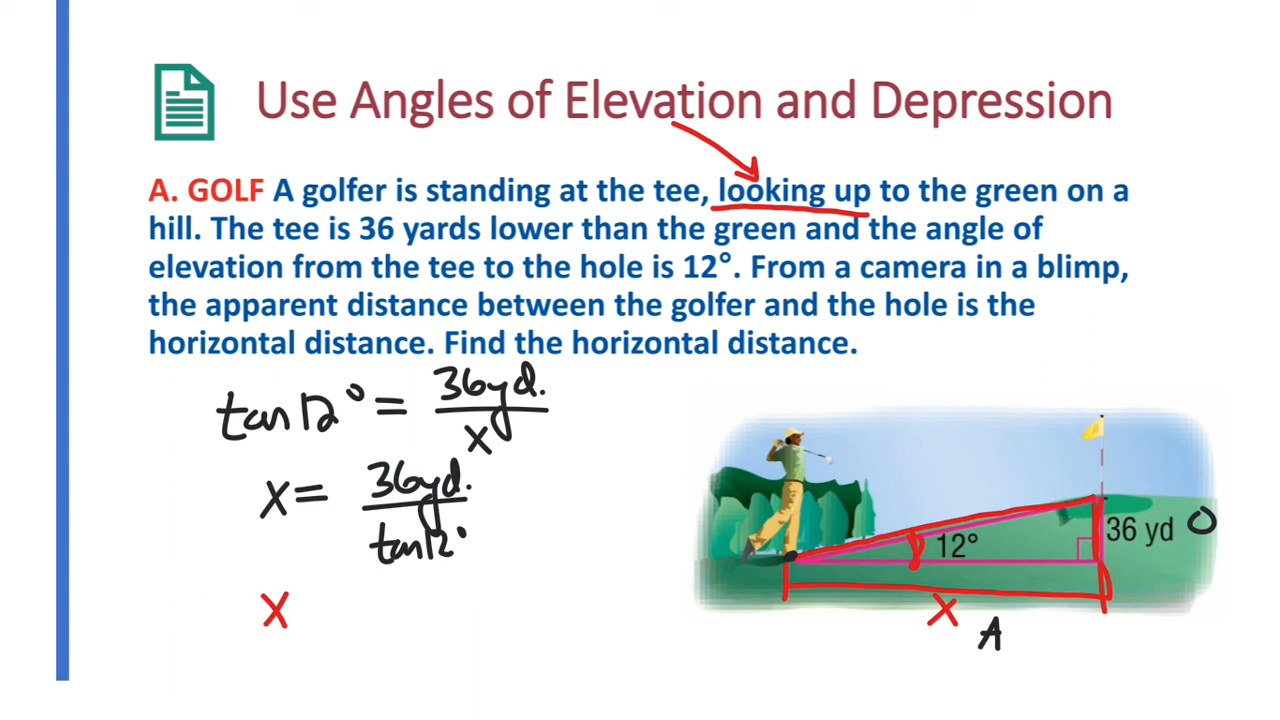 Use Angles of Elevation and Depression
A. GOLF A golfer is standing at the tee, looking up to the green on a
hill. The tee is 36 yards lower than the green and the angle of
elevation from the tee to the hole is 12°. From a camera in a blimp,
the apparent distance between the golfer and the hole is the
horizontal distance. Find the horizontal distance.
tan 12° = 36yd. / x
x = 36yd. / tan 12°
x
12°
36 yd O
x
A